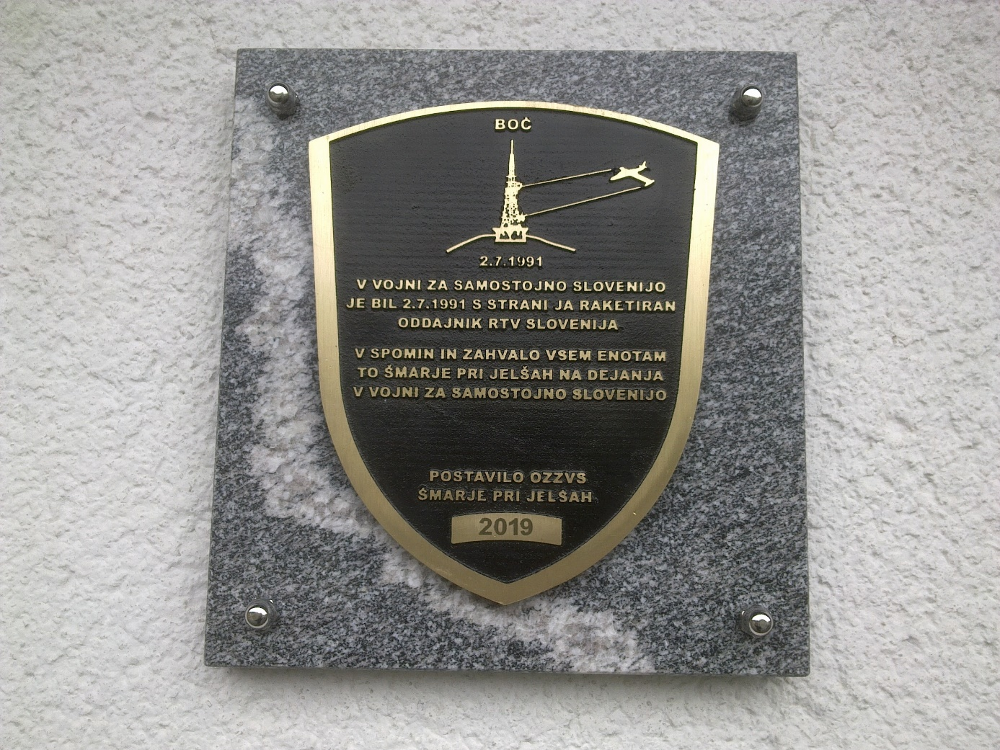 BOČ
2.7.1991
V VOJNI ZA SAMOSTOJNO SLOVENIJO
JE BIL 2.7.1991 S STRANI JA RAKETIRAN
ODDAJNIK RTV SLOVENIJA
V SPOMIN IN ZAHVALO VSEM ENOTAM
TO ŠMARJE PRI JELŠAH NA DEJANJA
V VOJNI ZA SAMOSTOJNO SLOVENIJO
POSTAVILO OZZVS
ŠMARJE PRI JELŠAH
2019